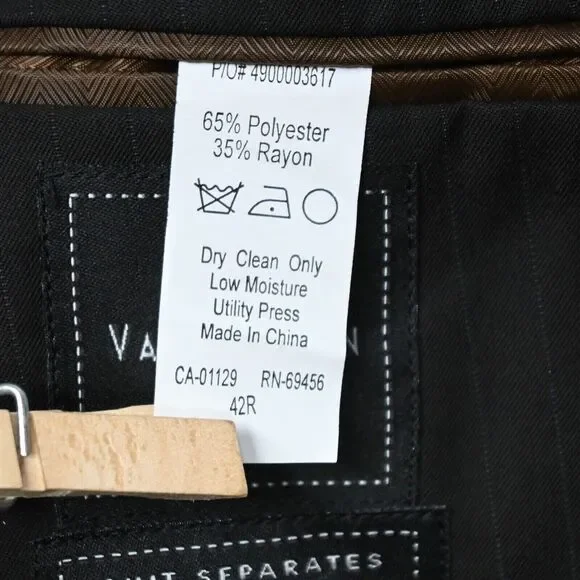 P/O# 4900003617
65% Polyester
35% Rayon
Dry Clean Only
Low Moisture
Utility Press
Made In China
CA-01129 RN-69456
42R
SEPARATES